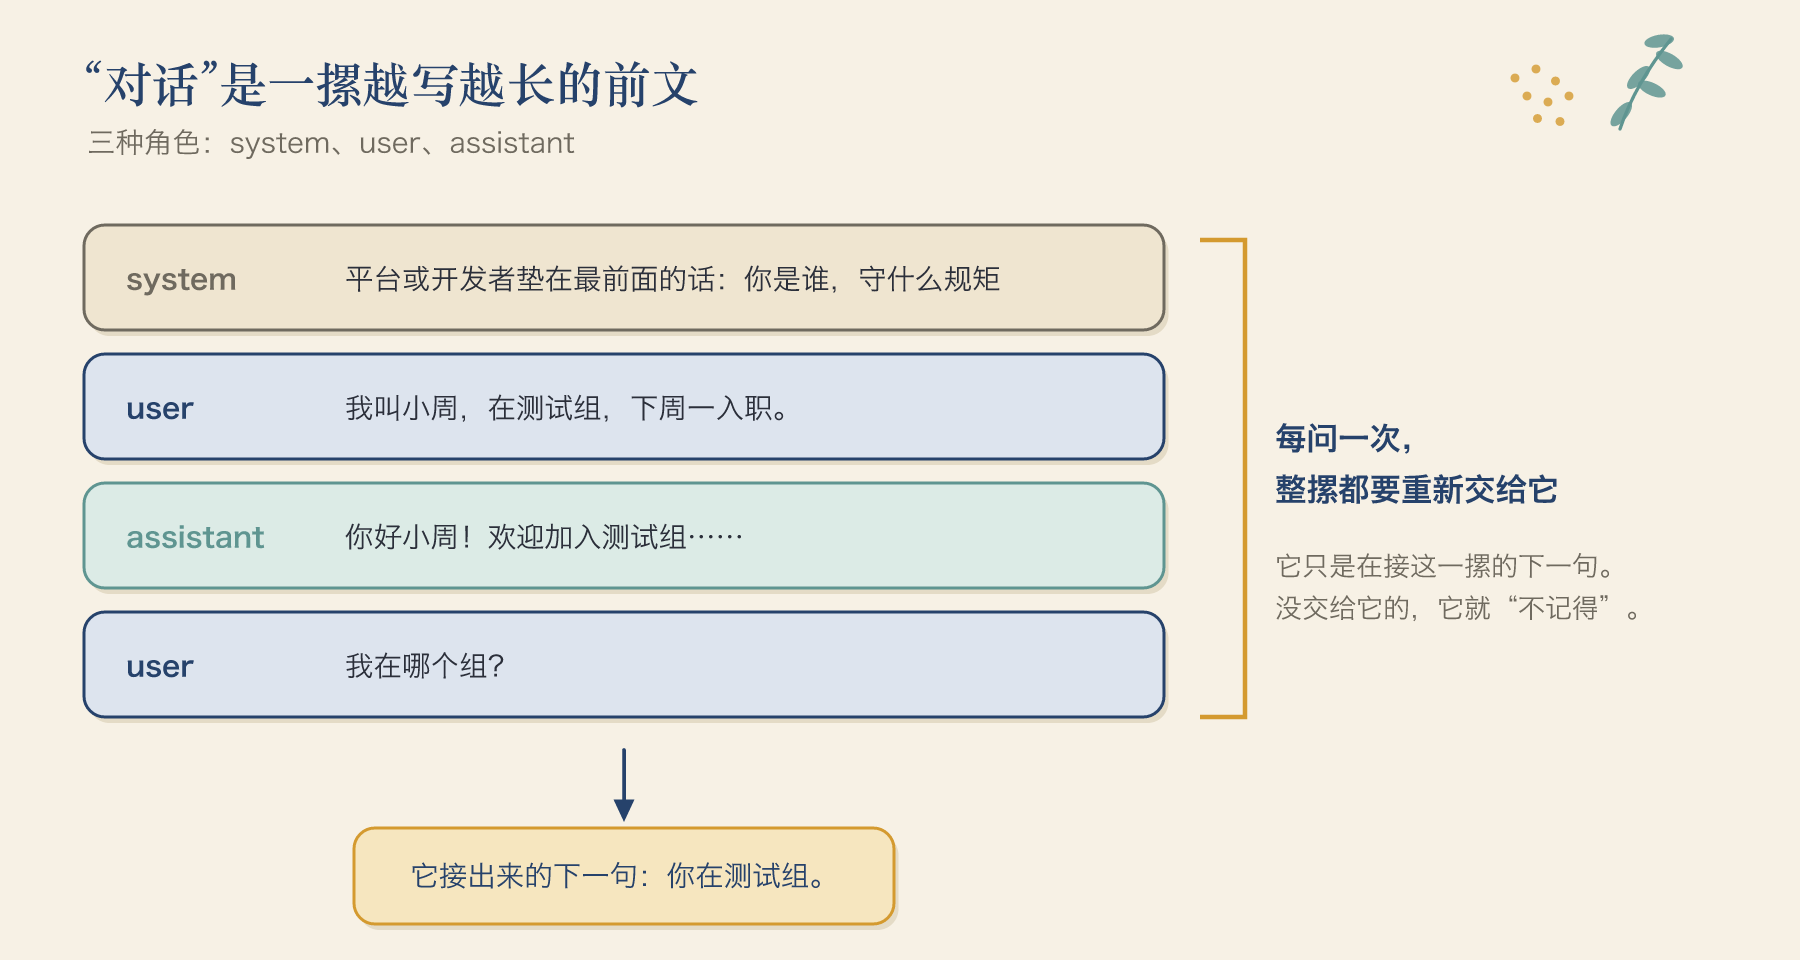 “对话”是一摞越写越长的前文
三种角色：system、user、assistant
system 平台或开发者垫在最前面的话：你是谁，守什么规矩
user 我叫小周，在测试组，下周一入职。
assistant 你好小周！欢迎加入测试组……
user 我在哪个组？
每问一次，
整摞都要重新交给它
它只是在接这一摞的下一句。
没交给它的，它就“不记得”。
它接出来的下一句：你在测试组。